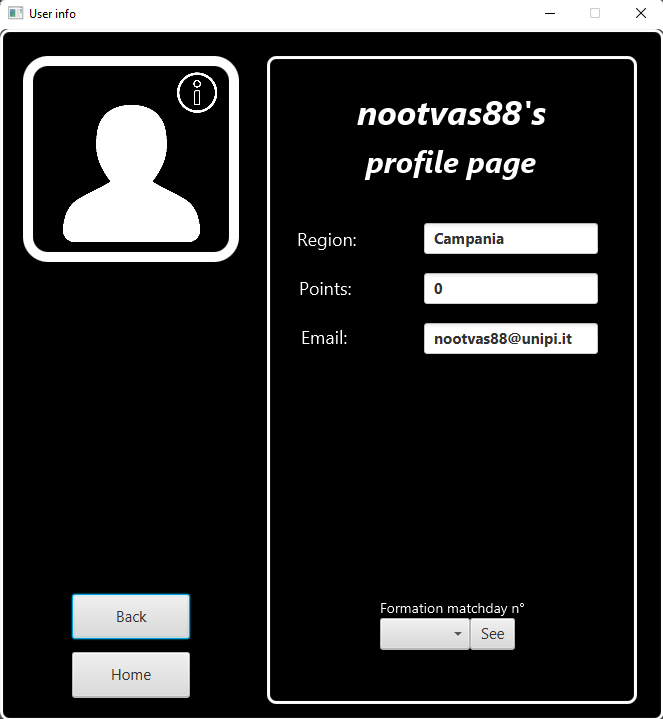 User info
nootvas88's
profile page
Region:
Campania
Points:
0
Email:
nootvas88@unipi.it
Back
Home
Formation matchday n°
See